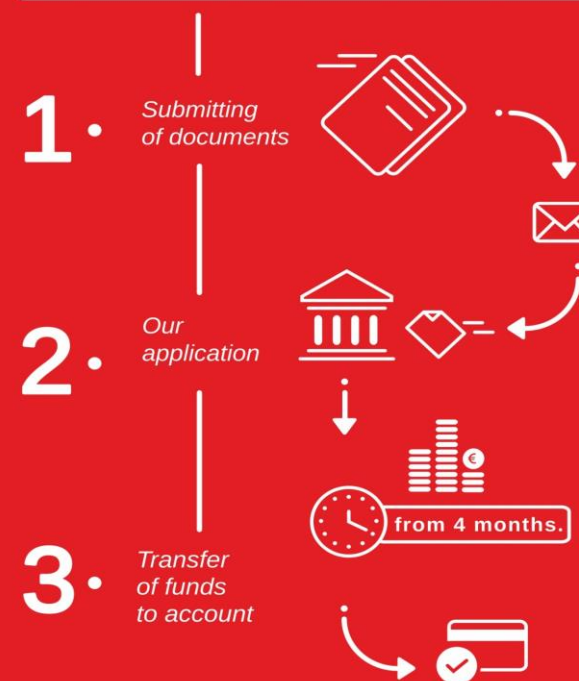 1.
Submitting
of documents
2.
Our
application
€
from 4 months.
3.
Transfer
of funds
to account